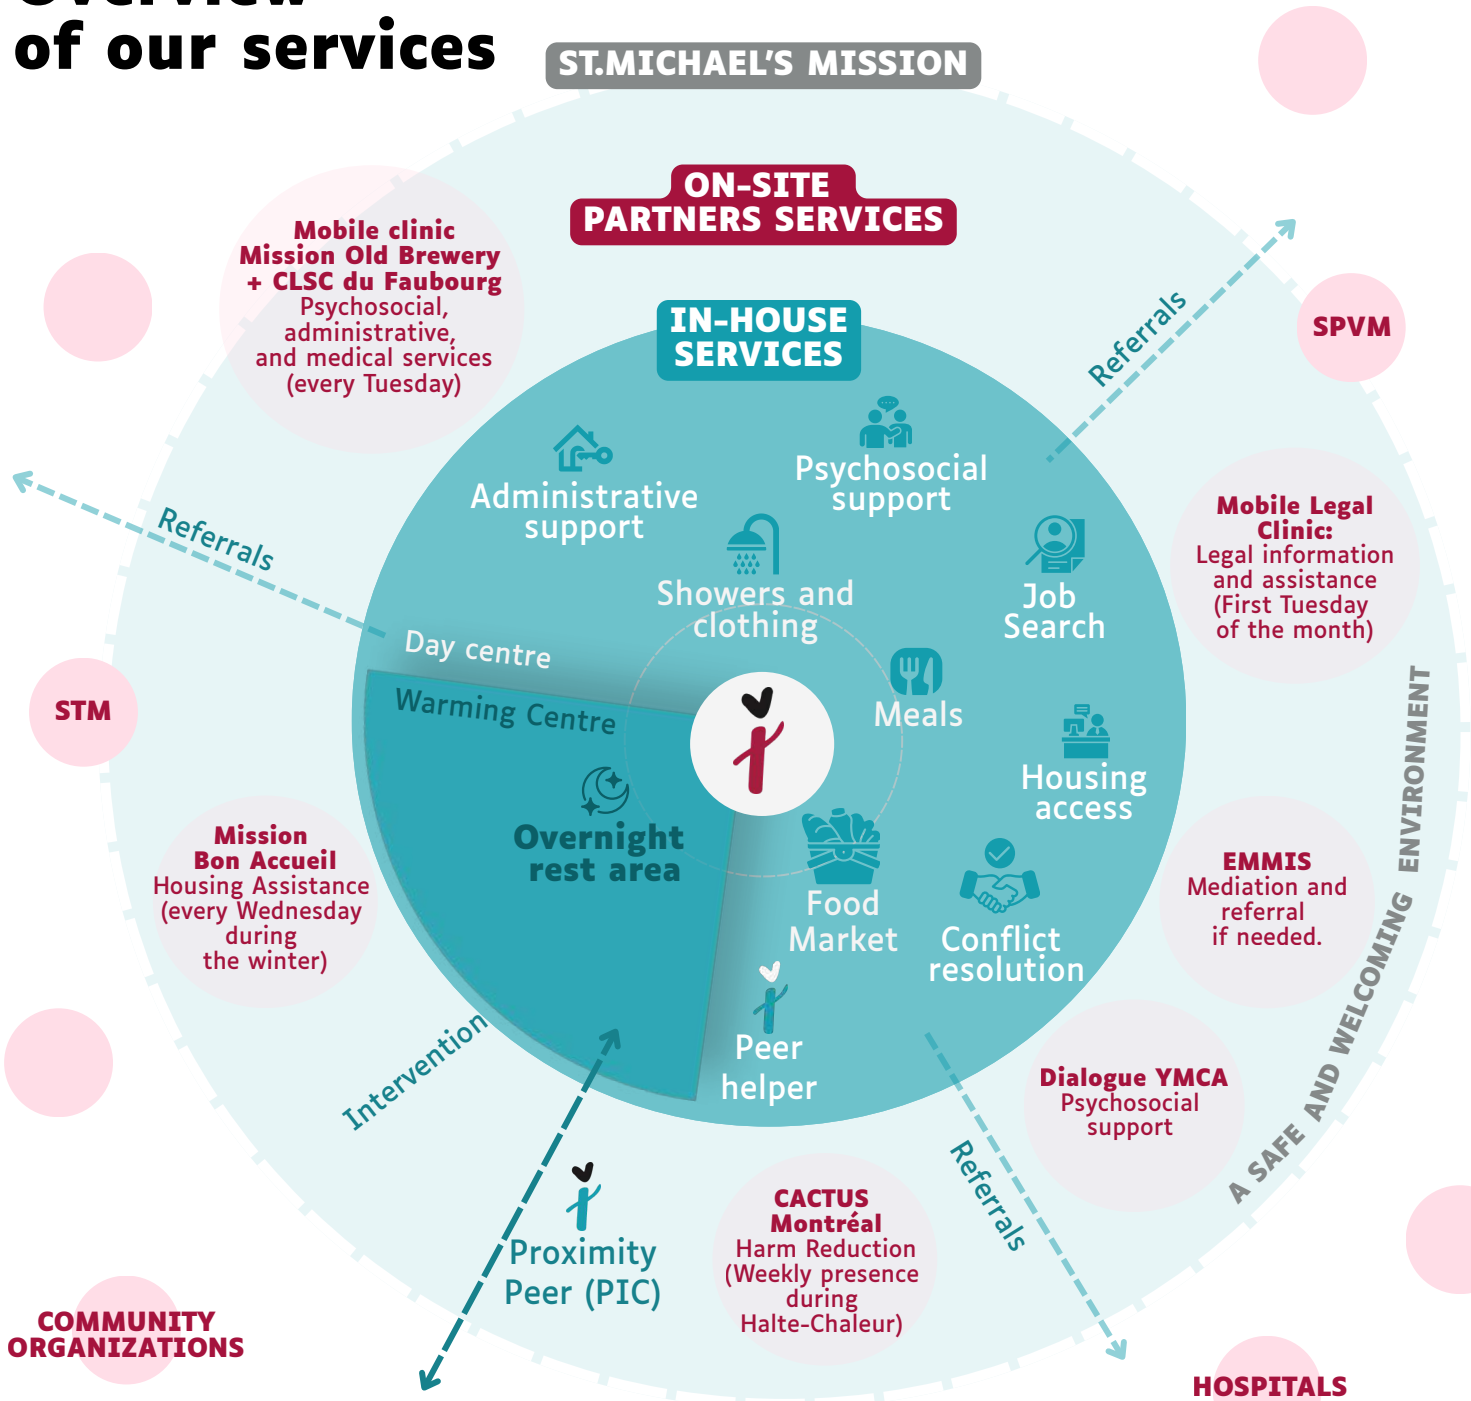 Overview
of our services
ST.MICHAEL'S MISSION
ON-SITE
PARTNERS SERVICES
Mobile clinic
Mission Old Brewery
+ CLSC du Faubourg
Psychosocial,
administrative,
and medical services
(every Tuesday)
IN-HOUSE
SERVICES
Referrals
SPVM
Administrative
support
Psychosocial
support
Showers and
clothing
Job
Search
Mobile Legal
Clinic:
Legal information
and assistance
(First Tuesday
of the month)
Referrals
Day centre
Warming Centre
STM
Meals
Housing
access
Overnight
rest area
Mission
Bon Accueil
Housing Assistance
(every Wednesday
during
the winter)
Food
Market
Conflict
resolution
EMMIS
Mediation and
referral
if needed.
A SAFE AND WELCOMING ENVIRONMENT
Peer
helper
Intervention
Dialogue YMCA
Psychosocial
support
Referrals
Proximity
Peer (PIC)
CACTUS
Montréal
Harm Reduction
(Weekly presence
during
Halte-Chaleur)
COMMUNITY
ORGANIZATIONS
HOSPITALS